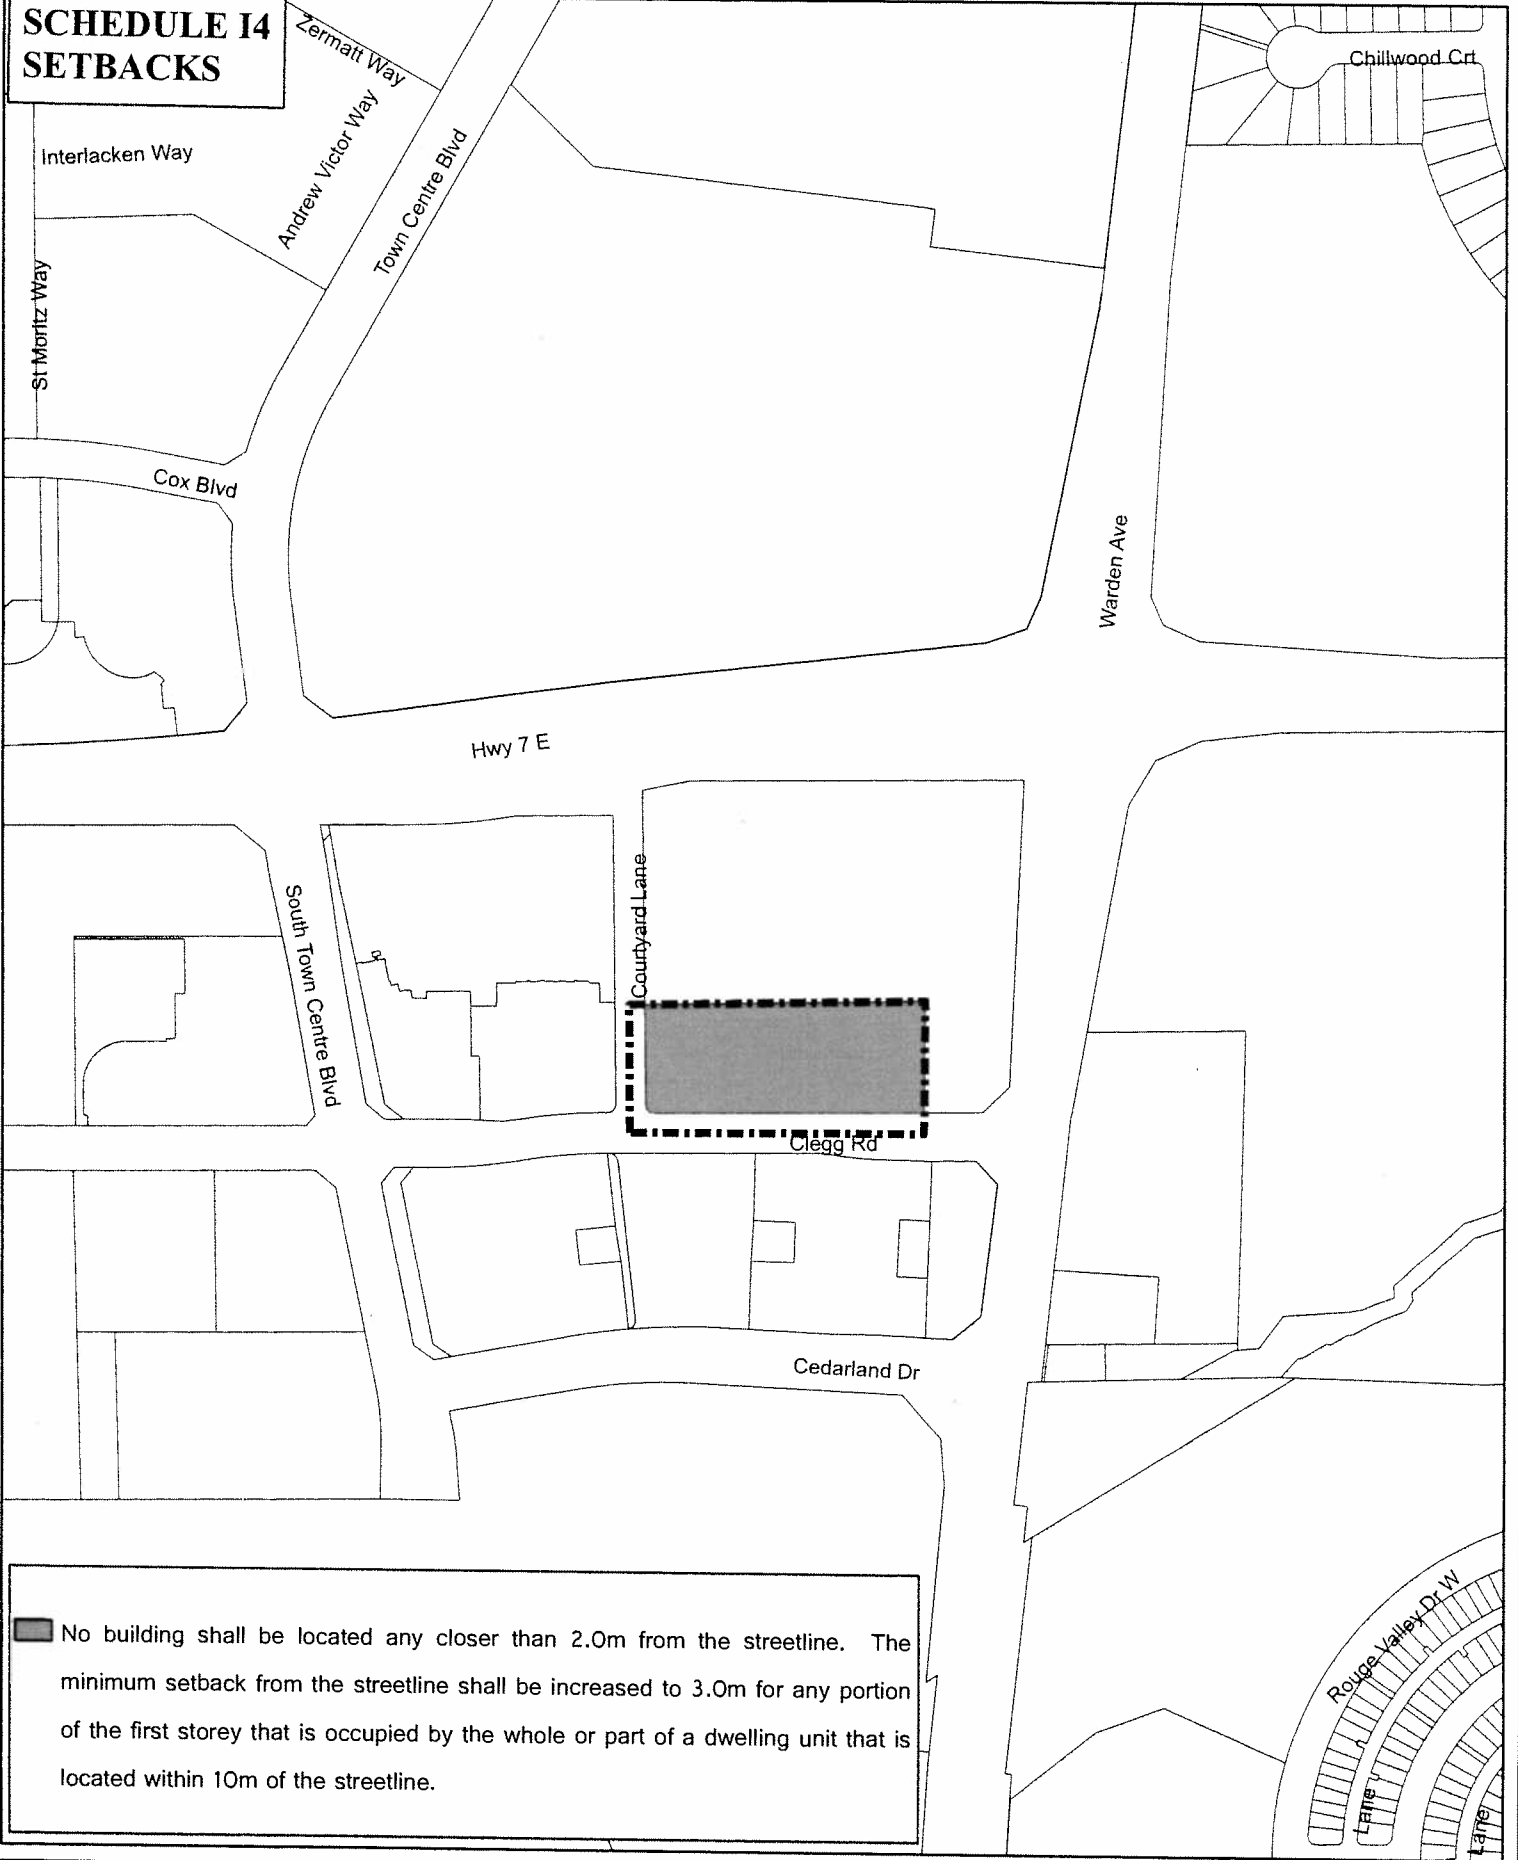 SCHEDULE I4
SETBACKS
Zermatt Way
Chillwood Crt
Interlacken Way
Andrew Victor Way
Town Centre Blvd
St Moritz Way
Cox Blvd
Warden Ave
Hwy 7 E
Courtyard Lane
South Town Centre Blvd
Clegg Rd
Cedarland Dr
Rouge Valley Dr W
Lane
Lane
No building shall be located any closer than 2.0m from the streetline. The
minimum setback from the streetline shall be increased to 3.0m for any portion
of the first storey that is occupied by the whole or part of a dwelling unit that is
located within 10m of the streetline.